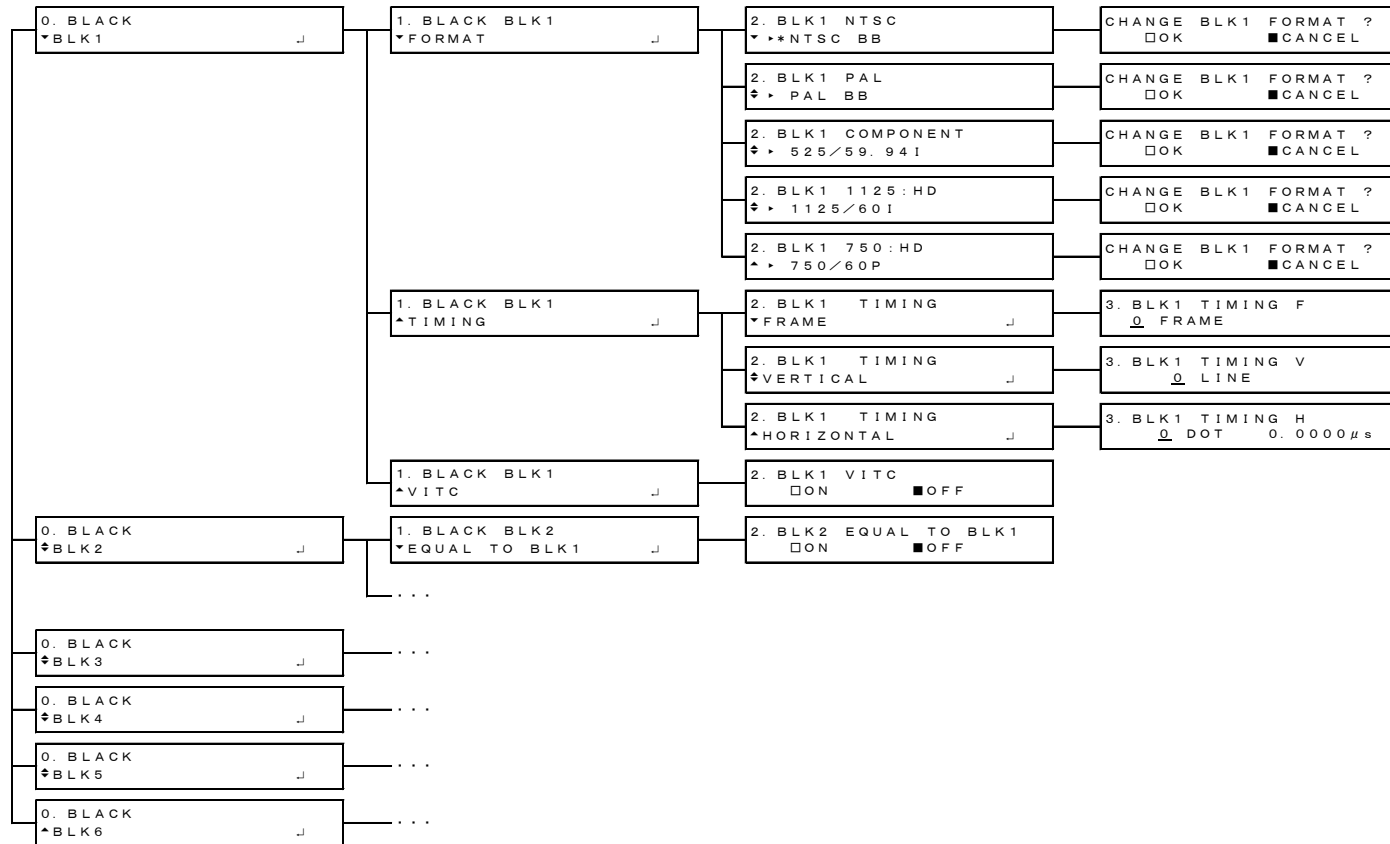 0. BLACK
▼BLK1 ↵
1. BLACK BLK1
▼FORMAT ↵
2. BLK1 NTSC
▼ ►*NTSC BB
CHANGE BLK1 FORMAT ?
□OK ■CANCEL
2. BLK1 PAL
♦ ► PAL BB
CHANGE BLK1 FORMAT ?
□OK ■CANCEL
2. BLK1 COMPONENT
♦ ► 525/59.94I
CHANGE BLK1 FORMAT ?
□OK ■CANCEL
2. BLK1 1125:HD
♦ ► 1125/60I
CHANGE BLK1 FORMAT ?
□OK ■CANCEL
2. BLK1 750:HD
▲ ► 750/60P
CHANGE BLK1 FORMAT ?
□OK ■CANCEL
1. BLACK BLK1
▲TIMING ↵
2. BLK1 TIMING
▼FRAME ↵
3. BLK1 TIMING F
0 FRAME
2. BLK1 TIMING
♦VERTICAL ↵
3. BLK1 TIMING V
0 LINE
2. BLK1 TIMING
▲HORIZONTAL ↵
3. BLK1 TIMING H
0 DOT 0.0000μs
1. BLACK BLK1
▲VITC ↵
2. BLK1 VITC
□ON ■OFF
0. BLACK
♦BLK2 ↵
1. BLACK BLK2
▼EQUAL TO BLK1 ↵
2. BLK2 EQUAL TO BLK1
□ON ■OFF
...
0. BLACK
♦BLK3 ↵
...
0. BLACK
♦BLK4 ↵
...
0. BLACK
♦BLK5 ↵
...
0. BLACK
▲BLK6 ↵
...